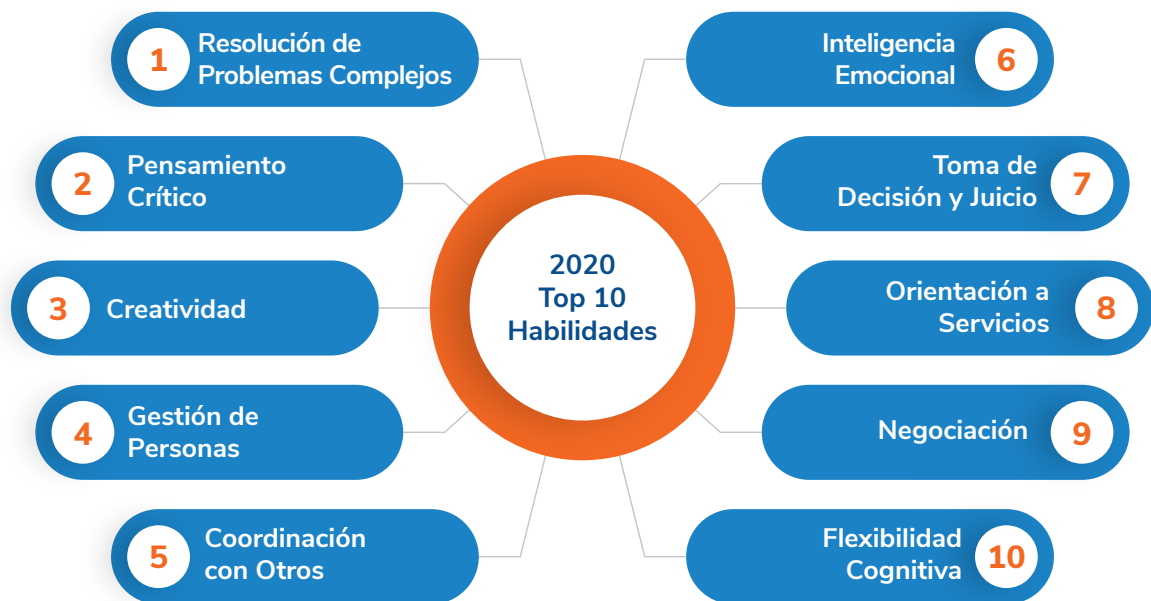 2020
Top 10
Habilidades
1
Resolución de
Problemas Complejos
2
Pensamiento
Crítico
3
Creatividad
4
Gestión de
Personas
5
Coordinación
con Otros
6
Inteligencia
Emocional
7
Toma de
Decisión y Juicio
8
Orientación a
Servicios
9
Negociación
10
Flexibilidad
Cognitiva